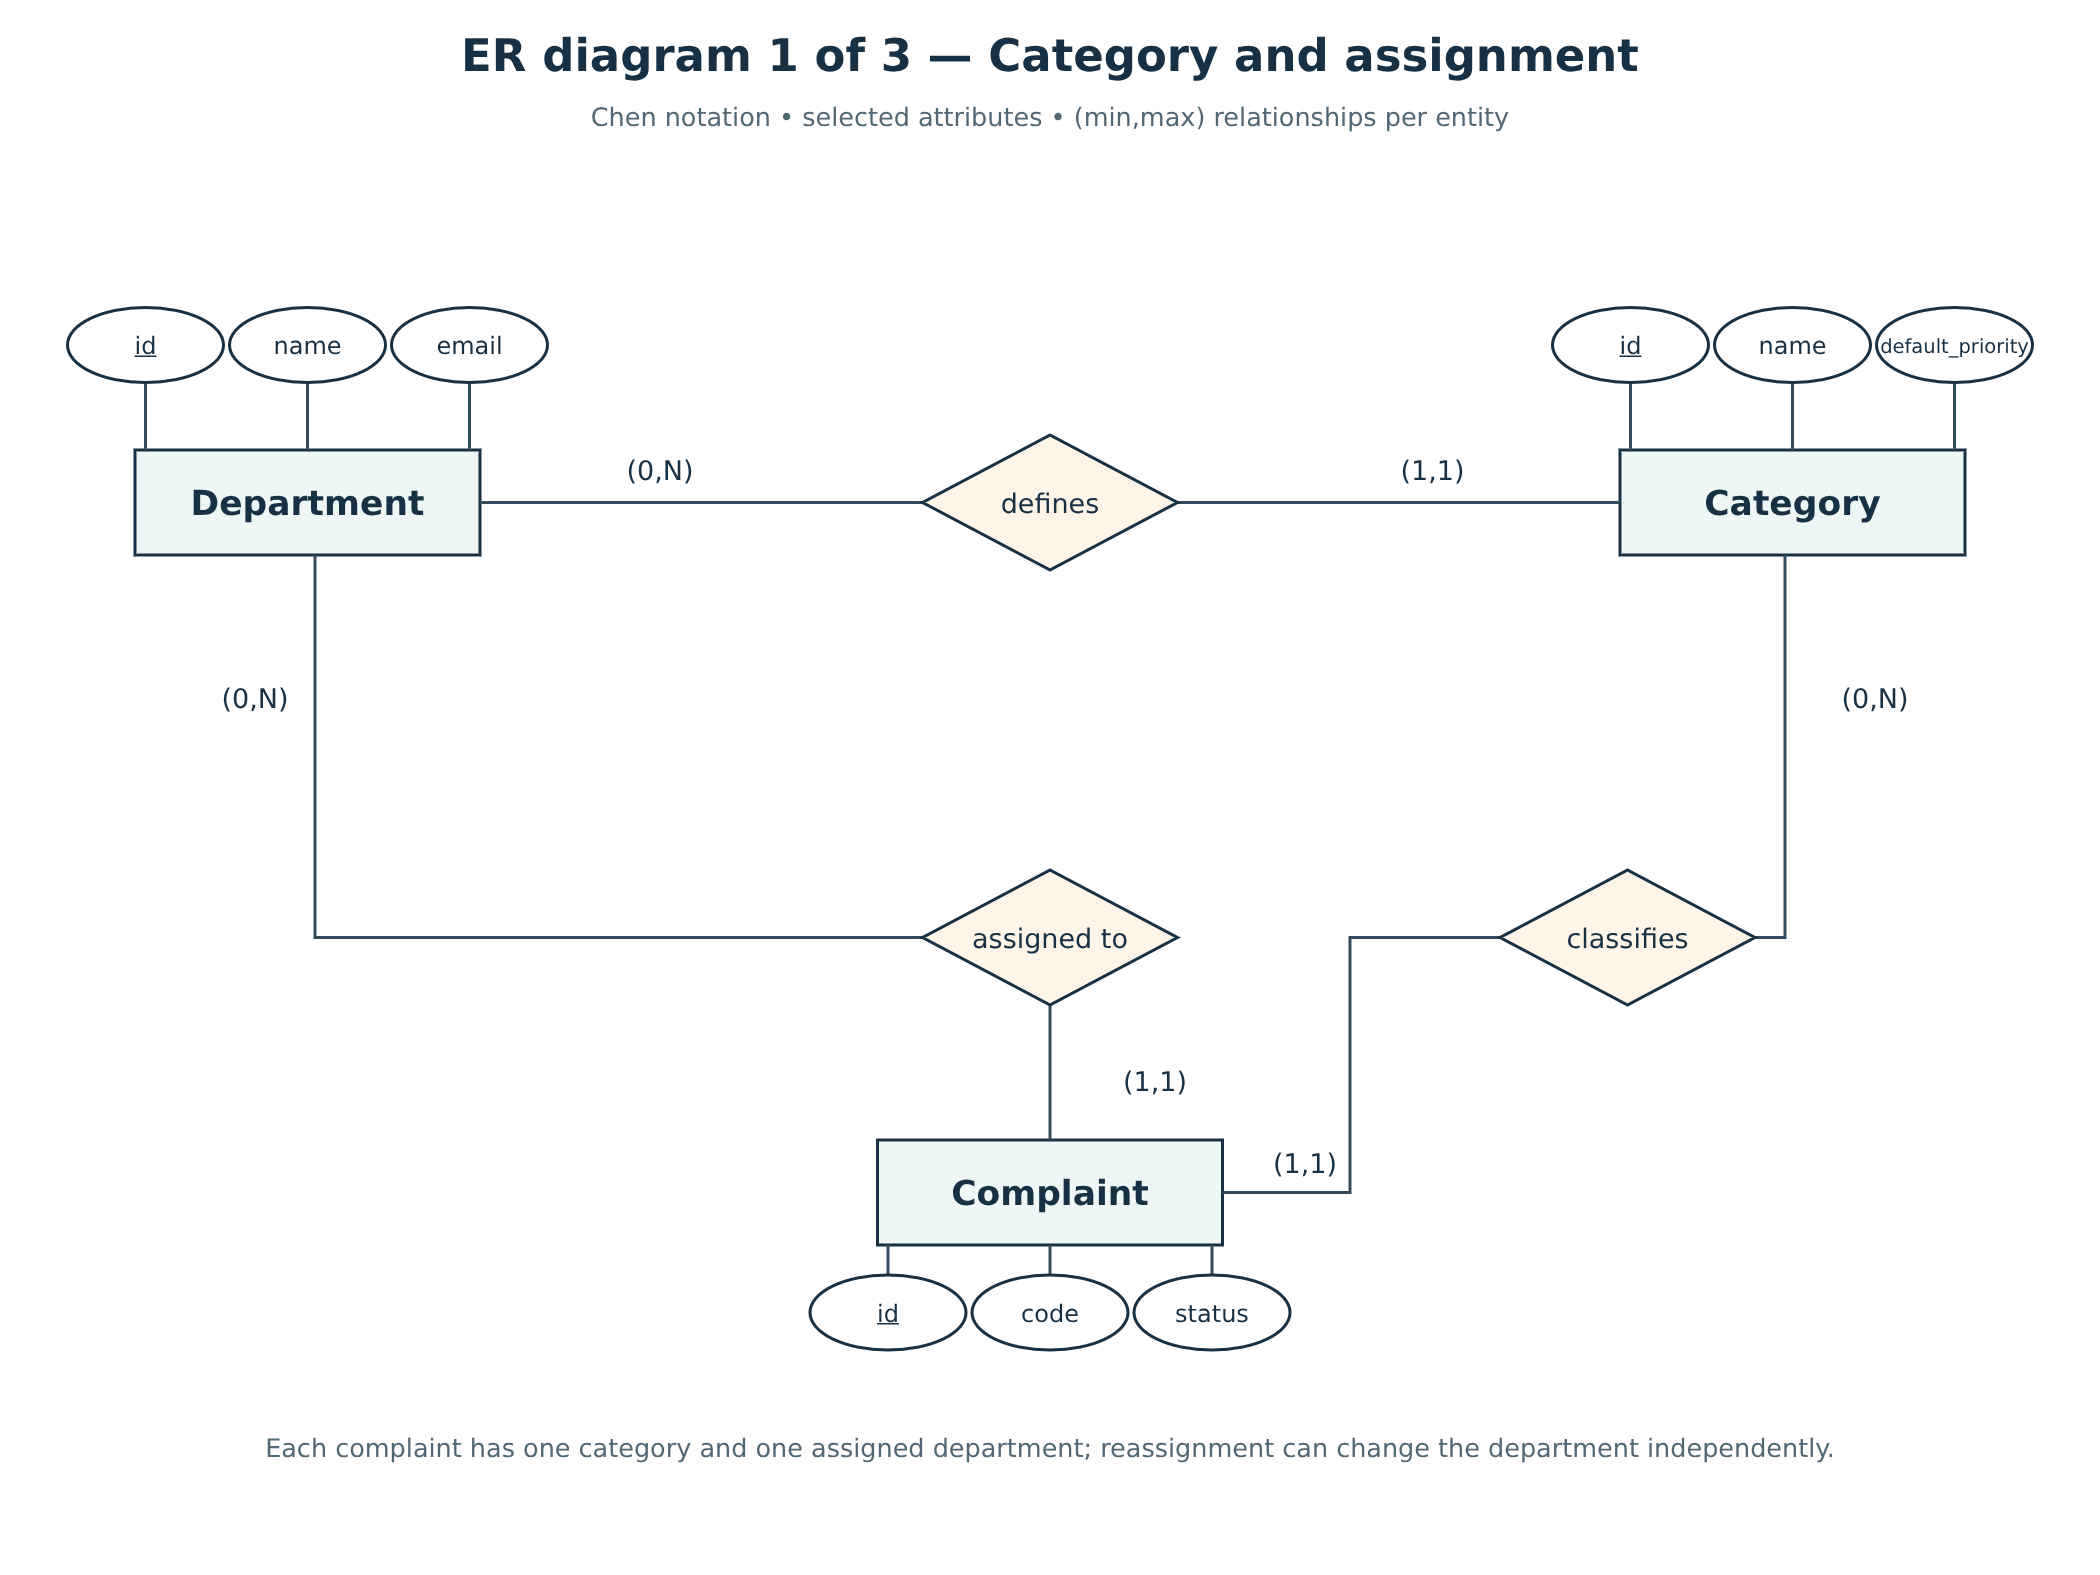 ER diagram 1 of 3 — Category and assignment
Chen notation • selected attributes • (min,max) relationships per entity
id name email
id name default_priority
(0,N)
(1,1)
Department
defines
Category
(0,N)
(0,N)
assigned to
classifies
(1,1)
(1,1)
Complaint
id code status
Each complaint has one category and one assigned department; reassignment can change the department independently.